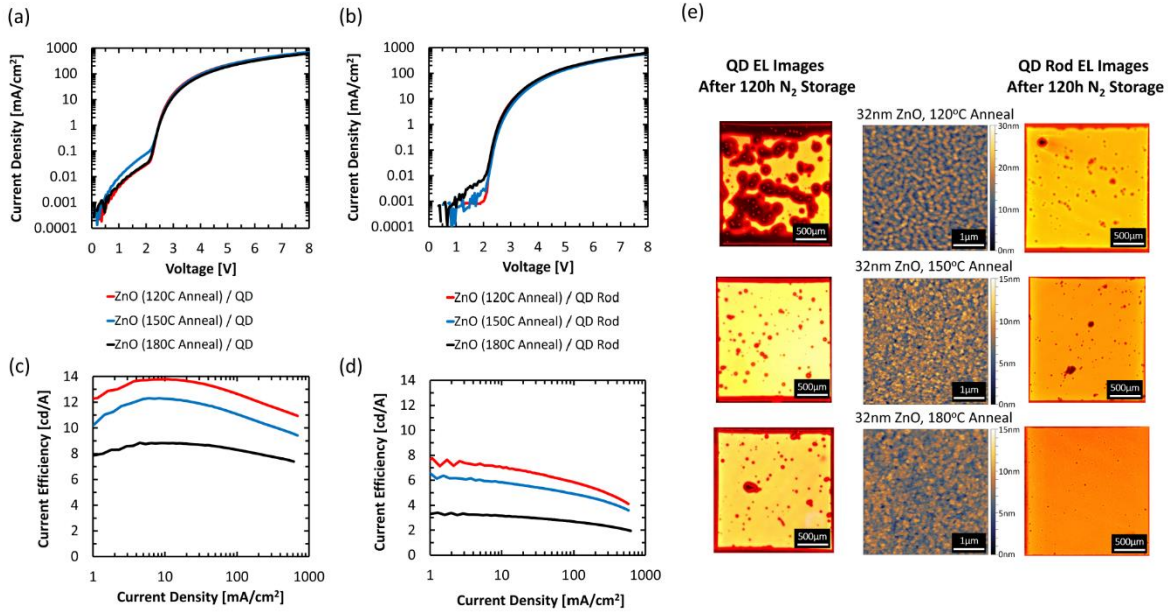 (a)
Current Density [mA/cm²]
1000
100
10
1
0.1
0.01
0.001
0.0001
0 1 2 3 4 5 6 7 8
Voltage [V]
ZnO (120C Anneal) / QD
ZnO (150C Anneal) / QD
ZnO (180C Anneal) / QD
(b)
Current Density [mA/cm²]
1000
100
10
1
0.1
0.01
0.001
0.0001
0 1 2 3 4 5 6 7 8
Voltage [V]
ZnO (120C Anneal) / QD Rod
ZnO (150C Anneal) / QD Rod
ZnO (180C Anneal) / QD Rod
(c)
Current Efficiency [cd/A]
14
12
10
8
6
4
2
0
1 10 100 1000
Current Density [mA/cm²]
(d)
Current Efficiency [cd/A]
14
12
10
8
6
4
2
0
1 10 100 1000
Current Density [mA/cm²]
(e)
QD EL Images
After 120h N₂ Storage
QD Rod EL Images
After 120h N₂ Storage
32nm ZnO, 120°C Anneal
500µm
1µm
30nm
20nm
10nm
0nm
500µm
32nm ZnO, 150°C Anneal
500µm
1µm
15nm
10nm
5nm
0nm
500µm
32nm ZnO, 180°C Anneal
500µm
1µm
15nm
10nm
5nm
0nm
500µm